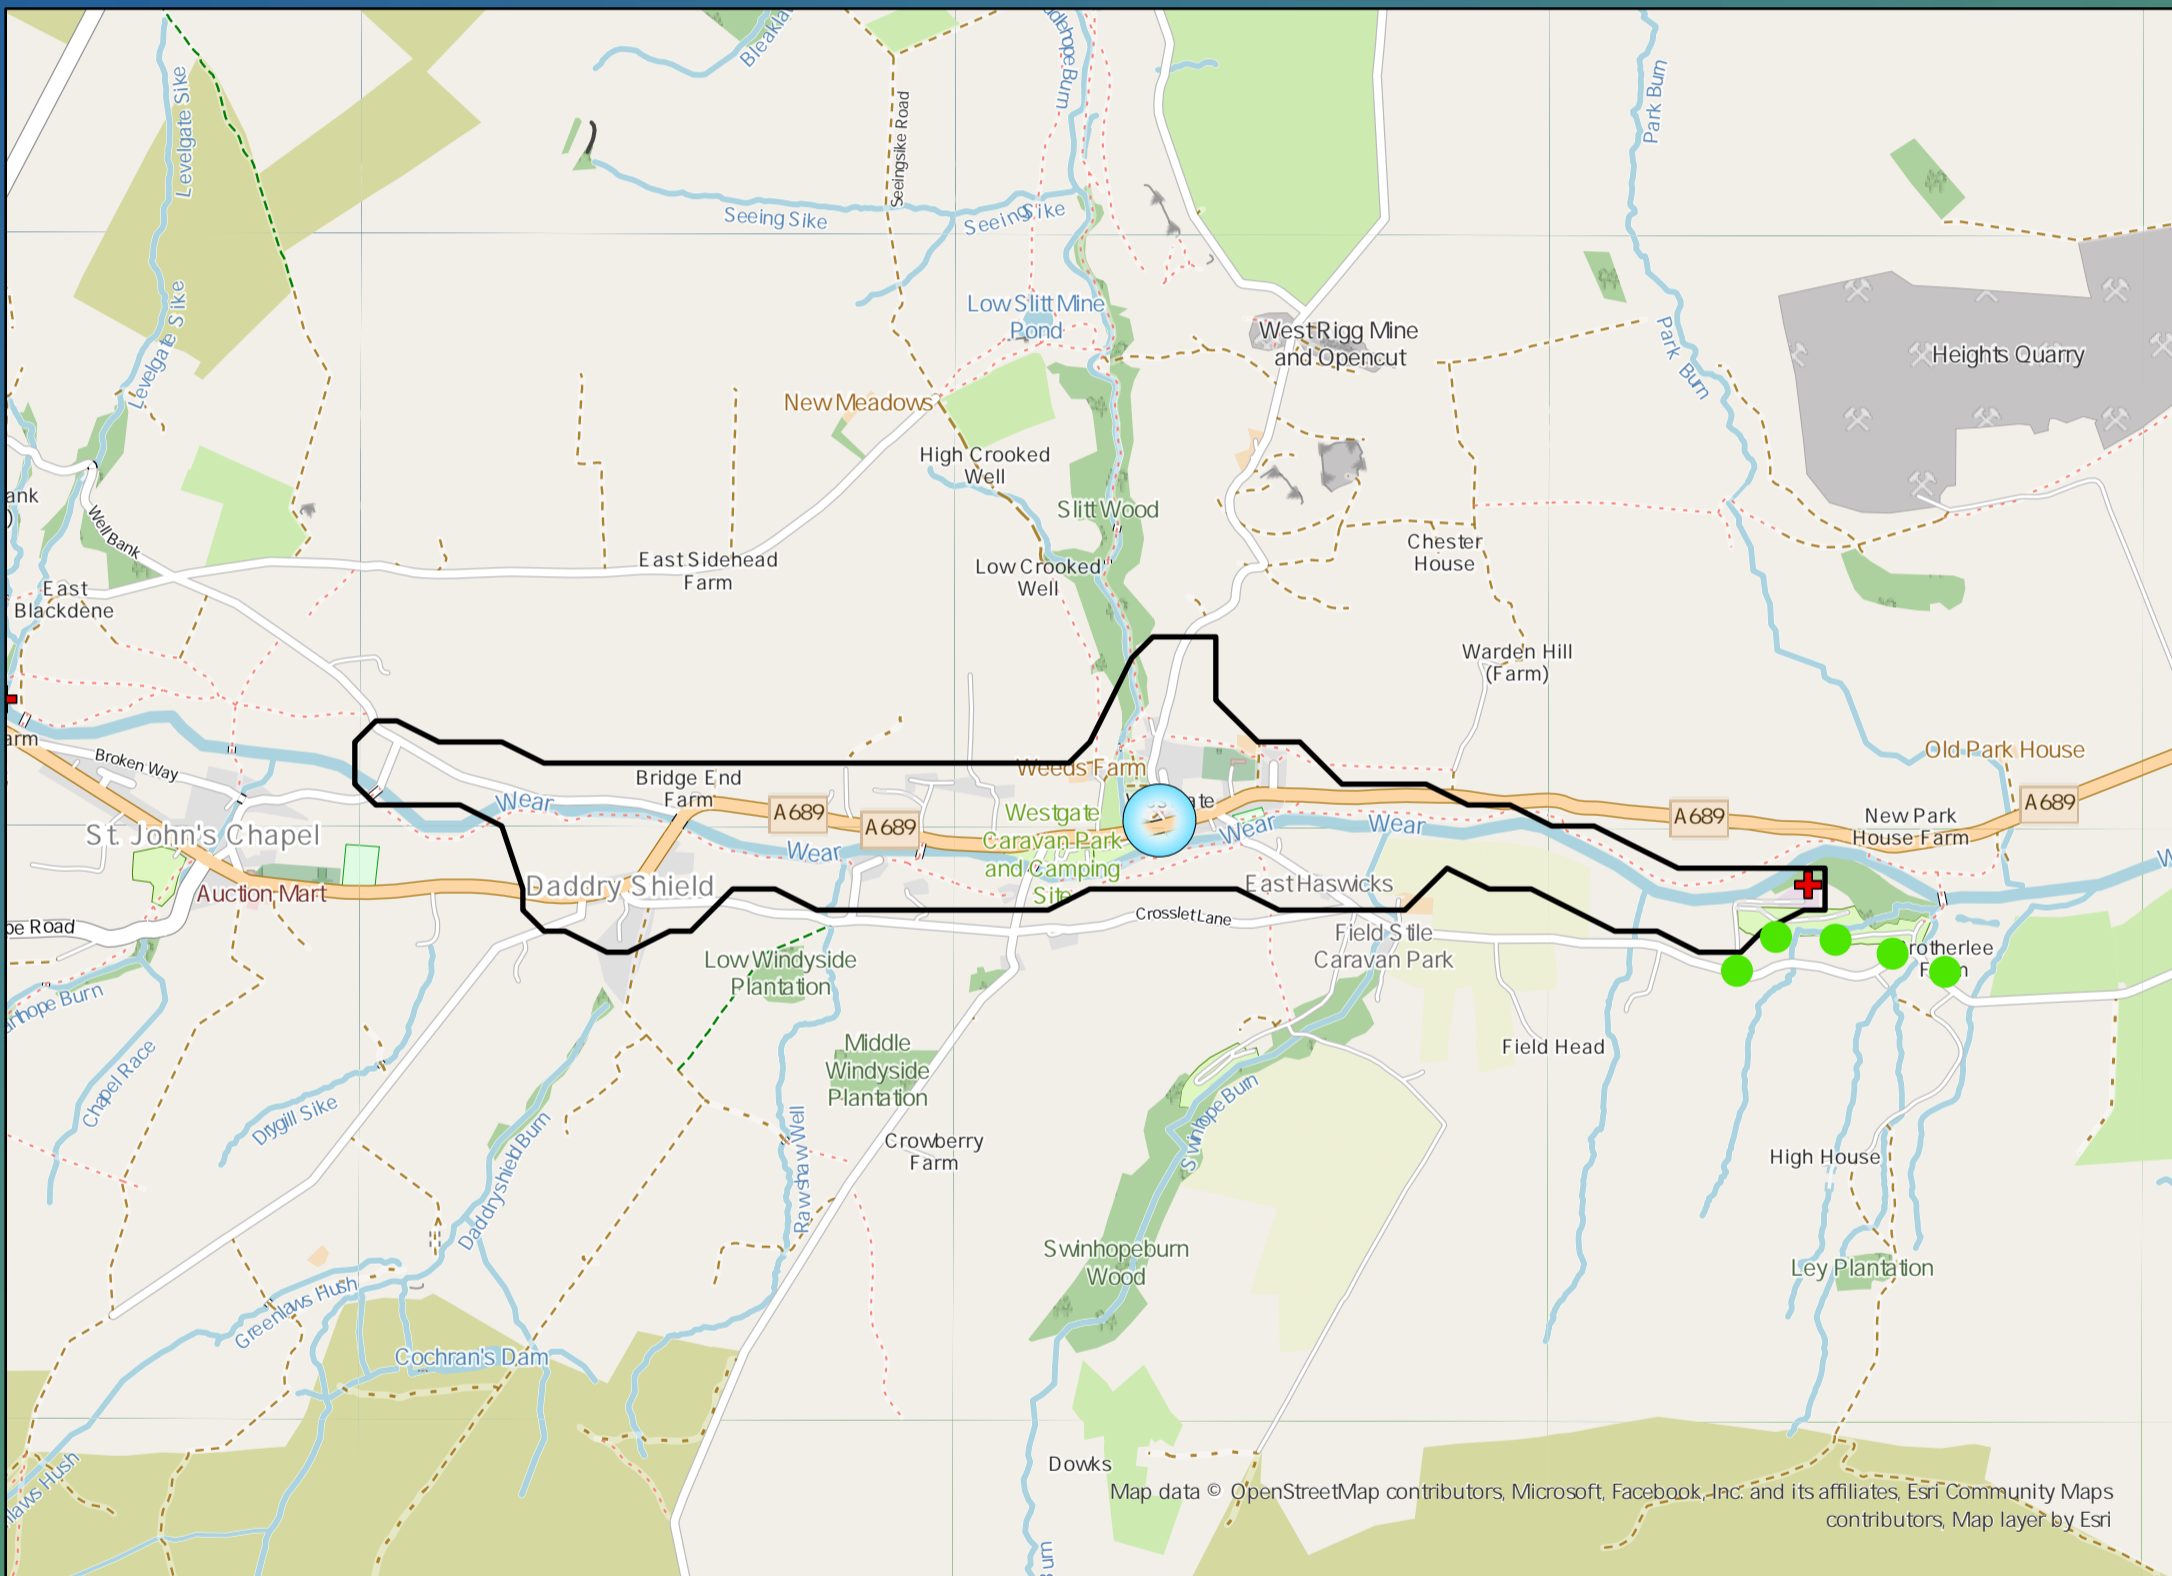 Levelgate Sike
Seeingsike Road
Park Burn
Seeing Sike
Seeing Sike
Levelgate Sike
Low Slitt Mine
Pond
West Rigg Mine
and Opencut
Park Burn
Heights Quarry
New Meadows
High Crooked
Well
Slitt Wood
Well Bank
East Sidehead
Farm
Low Crooked
Well
Chester
House
East
Blackdene
Warden Hill
(Farm)
Broken Way
Bridge End
Farm
Weeds Farm
Old Park House
Wear
A689
A689
Westgate
Caravan Park
and Camping
Site
Wear
Wear
Wear
A689
A689
New Park
House Farm
St. John's Chapel
Auction Mart
Daddry Shield
East Haswicks
Crosslet Lane
Field Stile
Caravan Park
Low Windyside
Plantation
Chapel Race
Drygill Sike
Middle
Windyside
Plantation
Field Head
Daddryshield Burn
Rawshaw Well
Crowberry
Farm
Swinhope Burn
High House
Swinhopeburn
Wood
Ley Plantation
Greenlaws Hush
Cochran's Dam
Dowks
Map data © OpenStreetMap contributors, Microsoft, Facebook, Inc. and its affiliates, Esri Community Maps
contributors, Map layer by Esri